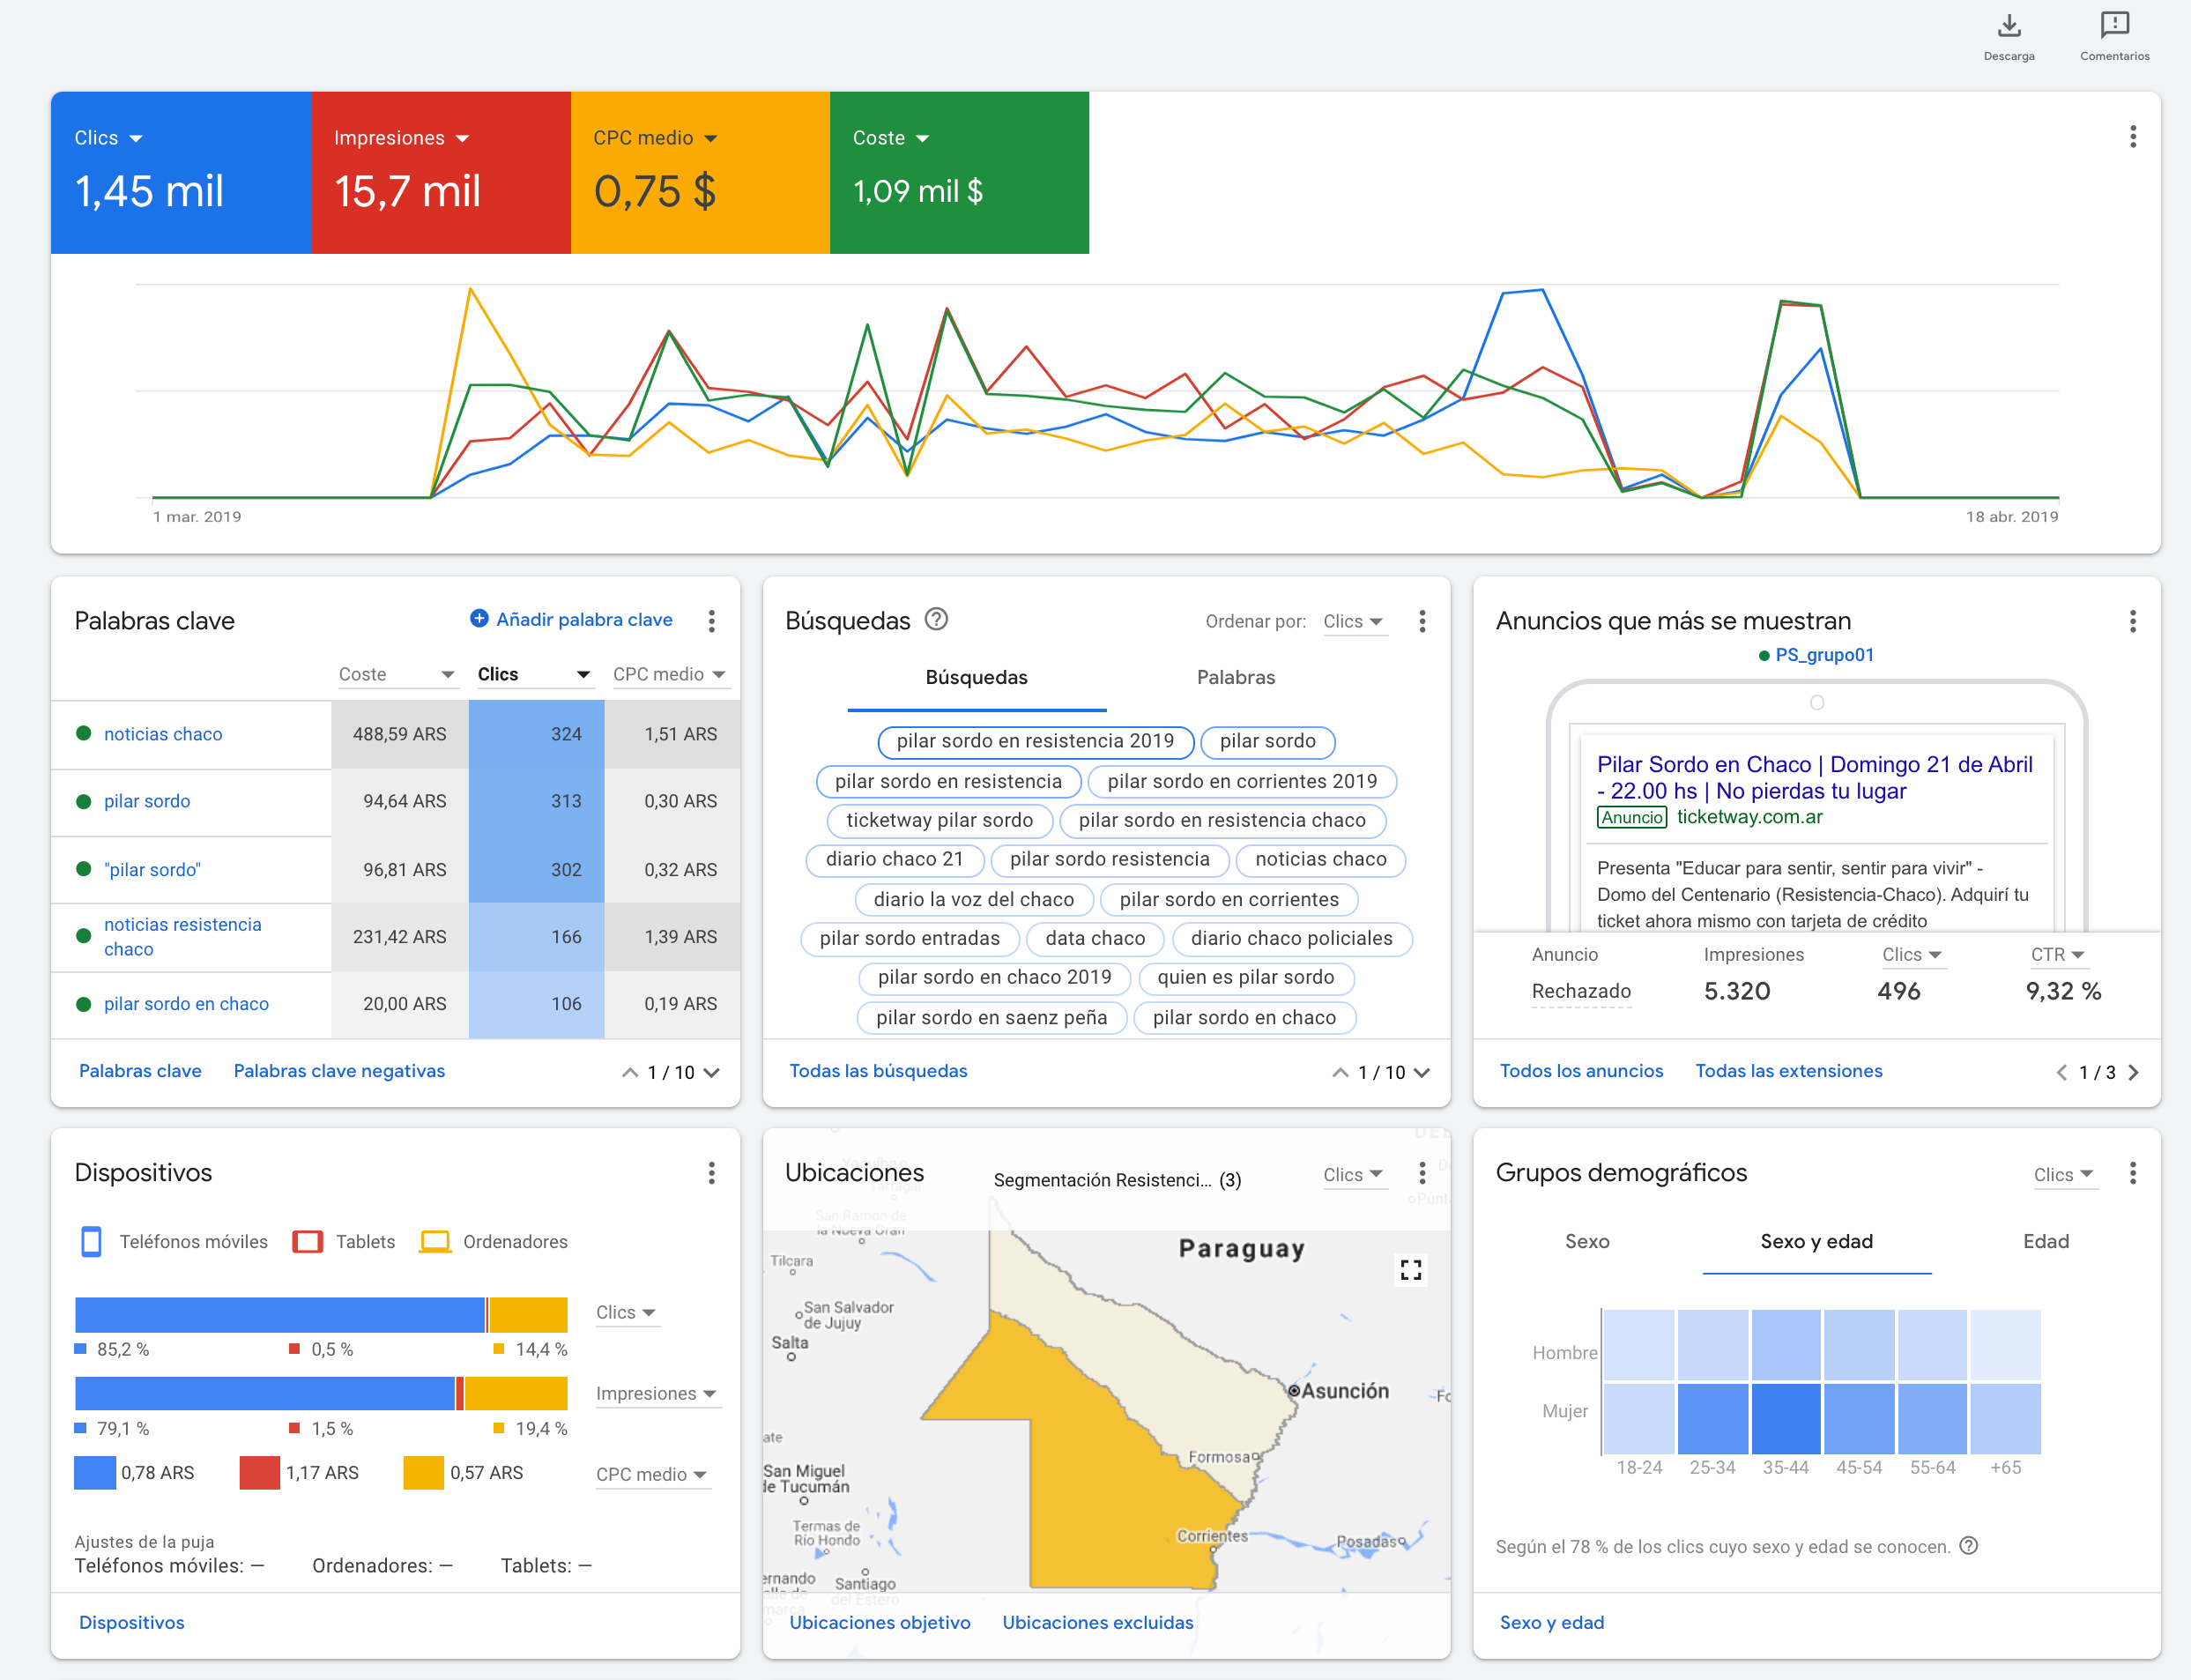 Descarga
Comentarios
Clics
1,45 mil
Impresiones
15,7 mil
CPC medio
0,75 $
Coste
1,09 mil $
1 mar. 2019
18 abr. 2019
Palabras clave
Añadir palabra clave
Coste
Clics
CPC medio
noticias chaco
488,59 ARS
324
1,51 ARS
pilar sordo
94,64 ARS
313
0,30 ARS
"pilar sordo"
96,81 ARS
302
0,32 ARS
noticias resistencia
chaco
231,42 ARS
166
1,39 ARS
pilar sordo en chaco
20,00 ARS
106
0,19 ARS
Palabras clave
Palabras clave negativas
1 / 10
Búsquedas
Ordenar por:
Clics
Búsquedas
Palabras
pilar sordo en resistencia 2019
pilar sordo
pilar sordo en resistencia
pilar sordo en corrientes 2019
ticketway pilar sordo
pilar sordo en resistencia chaco
diario chaco 21
pilar sordo resistencia
noticias chaco
diario la voz del chaco
pilar sordo en corrientes
pilar sordo entradas
data chaco
diario chaco policiales
pilar sordo en chaco 2019
quien es pilar sordo
pilar sordo en saenz peña
pilar sordo en chaco
Todas las búsquedas
1 / 10
Anuncios que más se muestran
PS_grupo01
Pilar Sordo en Chaco | Domingo 21 de Abril
- 22.00 hs | No pierdas tu lugar
Anuncio ticketway.com.ar
Presenta "Educar para sentir, sentir para vivir" -
Domo del Centenario (Resistencia-Chaco). Adquirí tu
ticket ahora mismo con tarjeta de crédito
Anuncio
Impresiones
Clics
CTR
Rechazado
5.320
496
9,32 %
Todos los anuncios
Todas las extensiones
1 / 3
Dispositivos
Teléfonos móviles
Tablets
Ordenadores
Clics
85,2 %
0,5 %
14,4 %
Impresiones
79,1 %
1,5 %
19,4 %
0,78 ARS
1,17 ARS
0,57 ARS
CPC medio
Ajustes de la puja
Teléfonos móviles: —
Ordenadores: —
Tablets: —
Dispositivos
Ubicaciones
Segmentación Resistenci... (3)
Clics
San Ramon de
la Nueva Oran
Paraguay
Tilcara
San Salvador
de Jujuy
Salta
Asunción
Formosa
San Miguel
de Tucumán
Termas de
Río Hondo
Corrientes
Posadas
Santiago
del Estero
Ubicaciones objetivo
Ubicaciones excluidas
Grupos demográficos
Clics
Sexo
Sexo y edad
Edad
Hombre
Mujer
18-24
25-34
35-44
45-54
55-64
+65
Según el 78 % de los clics cuyo sexo y edad se conocen.
Sexo y edad